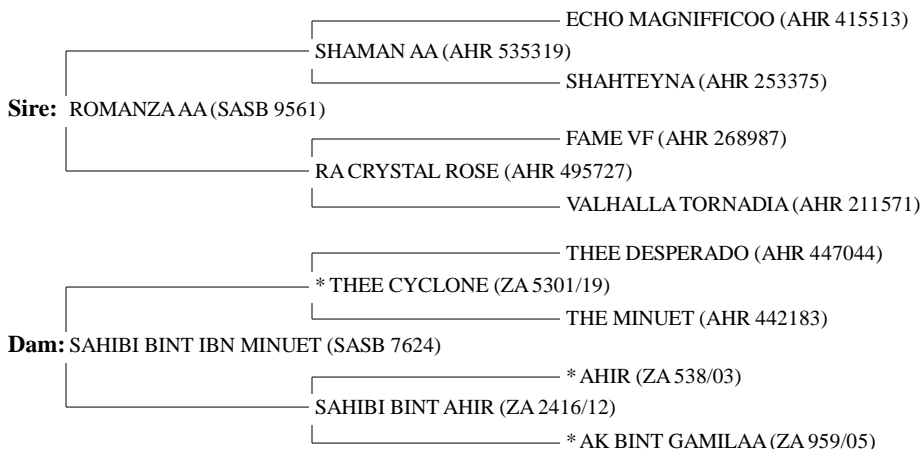 ECHO MAGNIFFICOO (AHR 415513)
SHAMAN AA (AHR 535319)
SHAHTEYNA (AHR 253375)
Sire: ROMANZA AA (SASB 9561)
FAME VF (AHR 268987)
RA CRYSTAL ROSE (AHR 495727)
VALHALLA TORNADIA (AHR 211571)
THEE DESPERADO (AHR 447044)
* THEE CYCLONE (ZA 5301/19)
THE MINUET (AHR 442183)
Dam: SAHIBI BINT IBN MINUET (SASB 7624)
* AHIR (ZA 538/03)
SAHIBI BINT AHIR (ZA 2416/12)
* AK BINT GAMILAA (ZA 959/05)